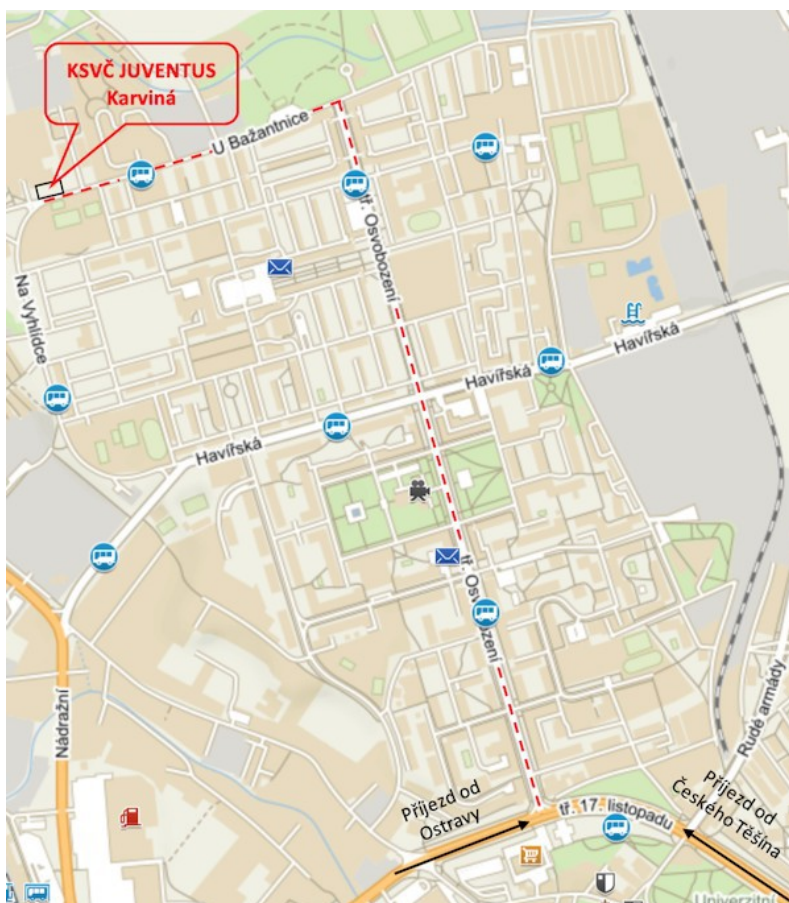 KSVČ JUVENTUS
Karviná
U Bažantnice
tř. Osvobození
Na Vyhlídce
Havířská
Havířská
Havířská
tř. Osvobození
Nádražní
Rudé armády
Příjezd od
Ostravy
tř. 17. listopadu
Příjezd od
Českého Těšína
Univerzitní